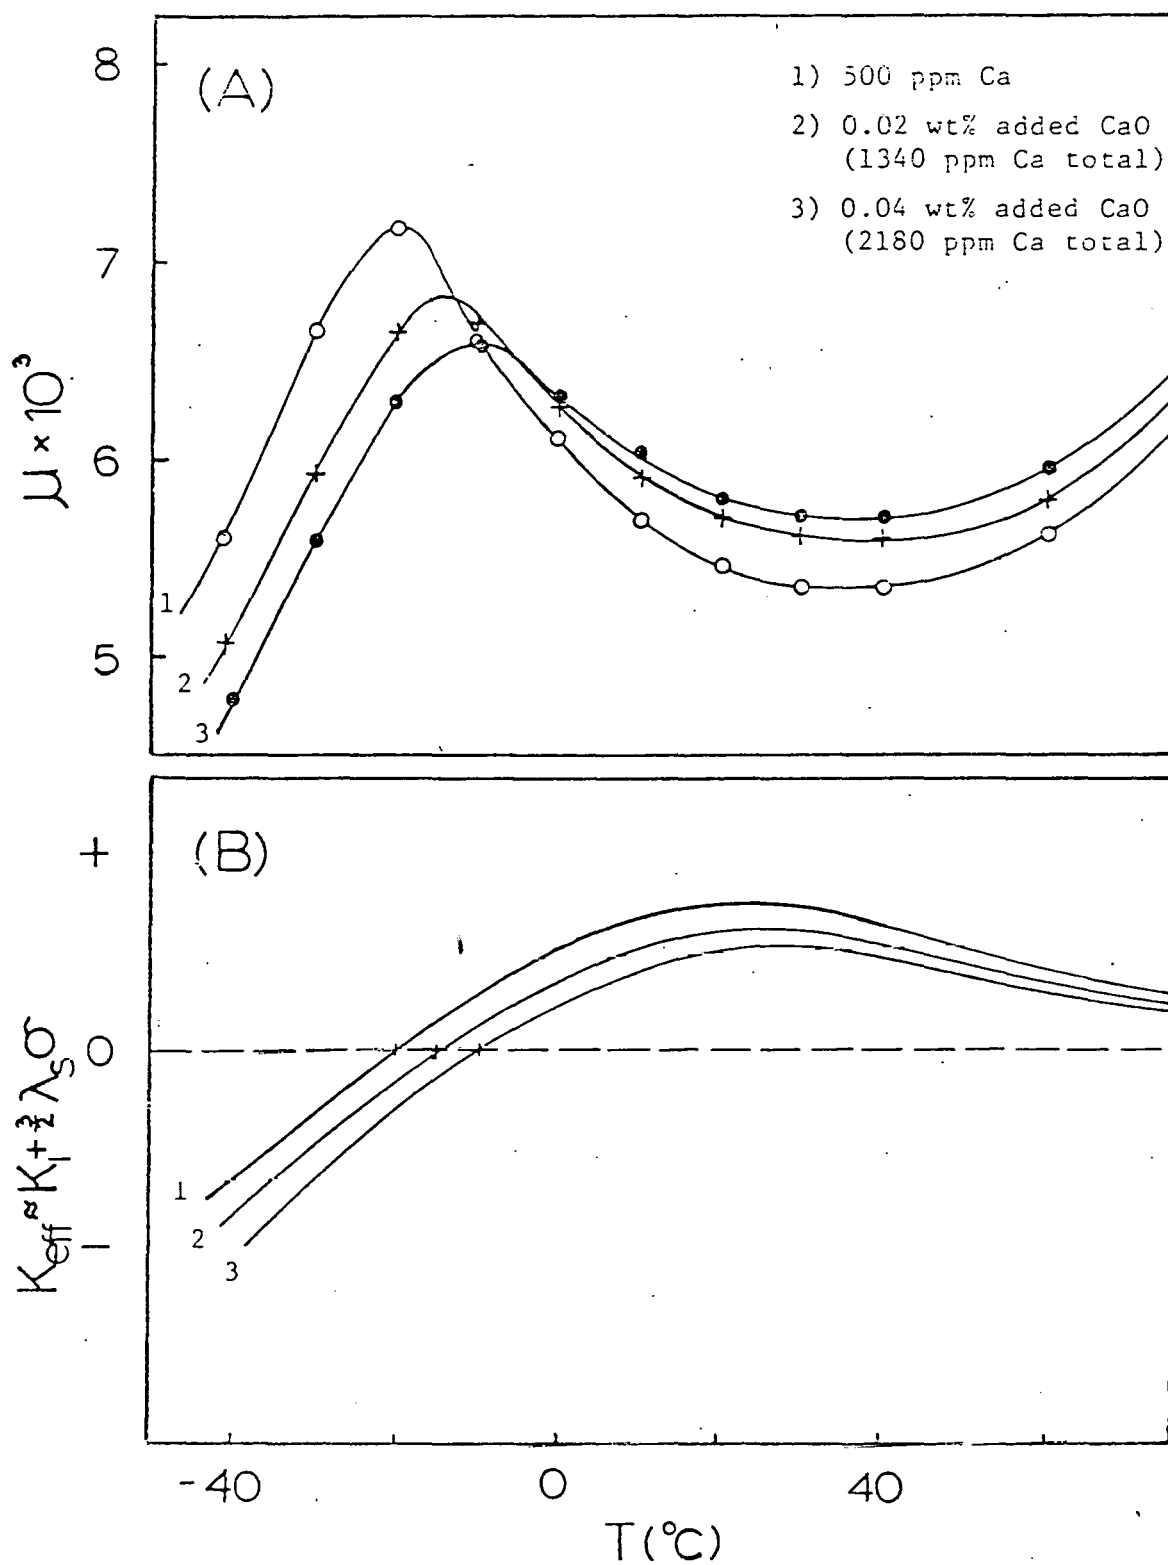 8
(A)
1) 500 ppm Ca
2) 0.02 wt% added CaO
(1340 ppm Ca total)
3) 0.04 wt% added CaO
(2180 ppm Ca total)
7
μ × 10³
6
5
1
2
3
(B)
+
0
−
K_eff ≈ K₁ + 3/2 λ_S σ
1
2
3
-40
0
40
T(°C)